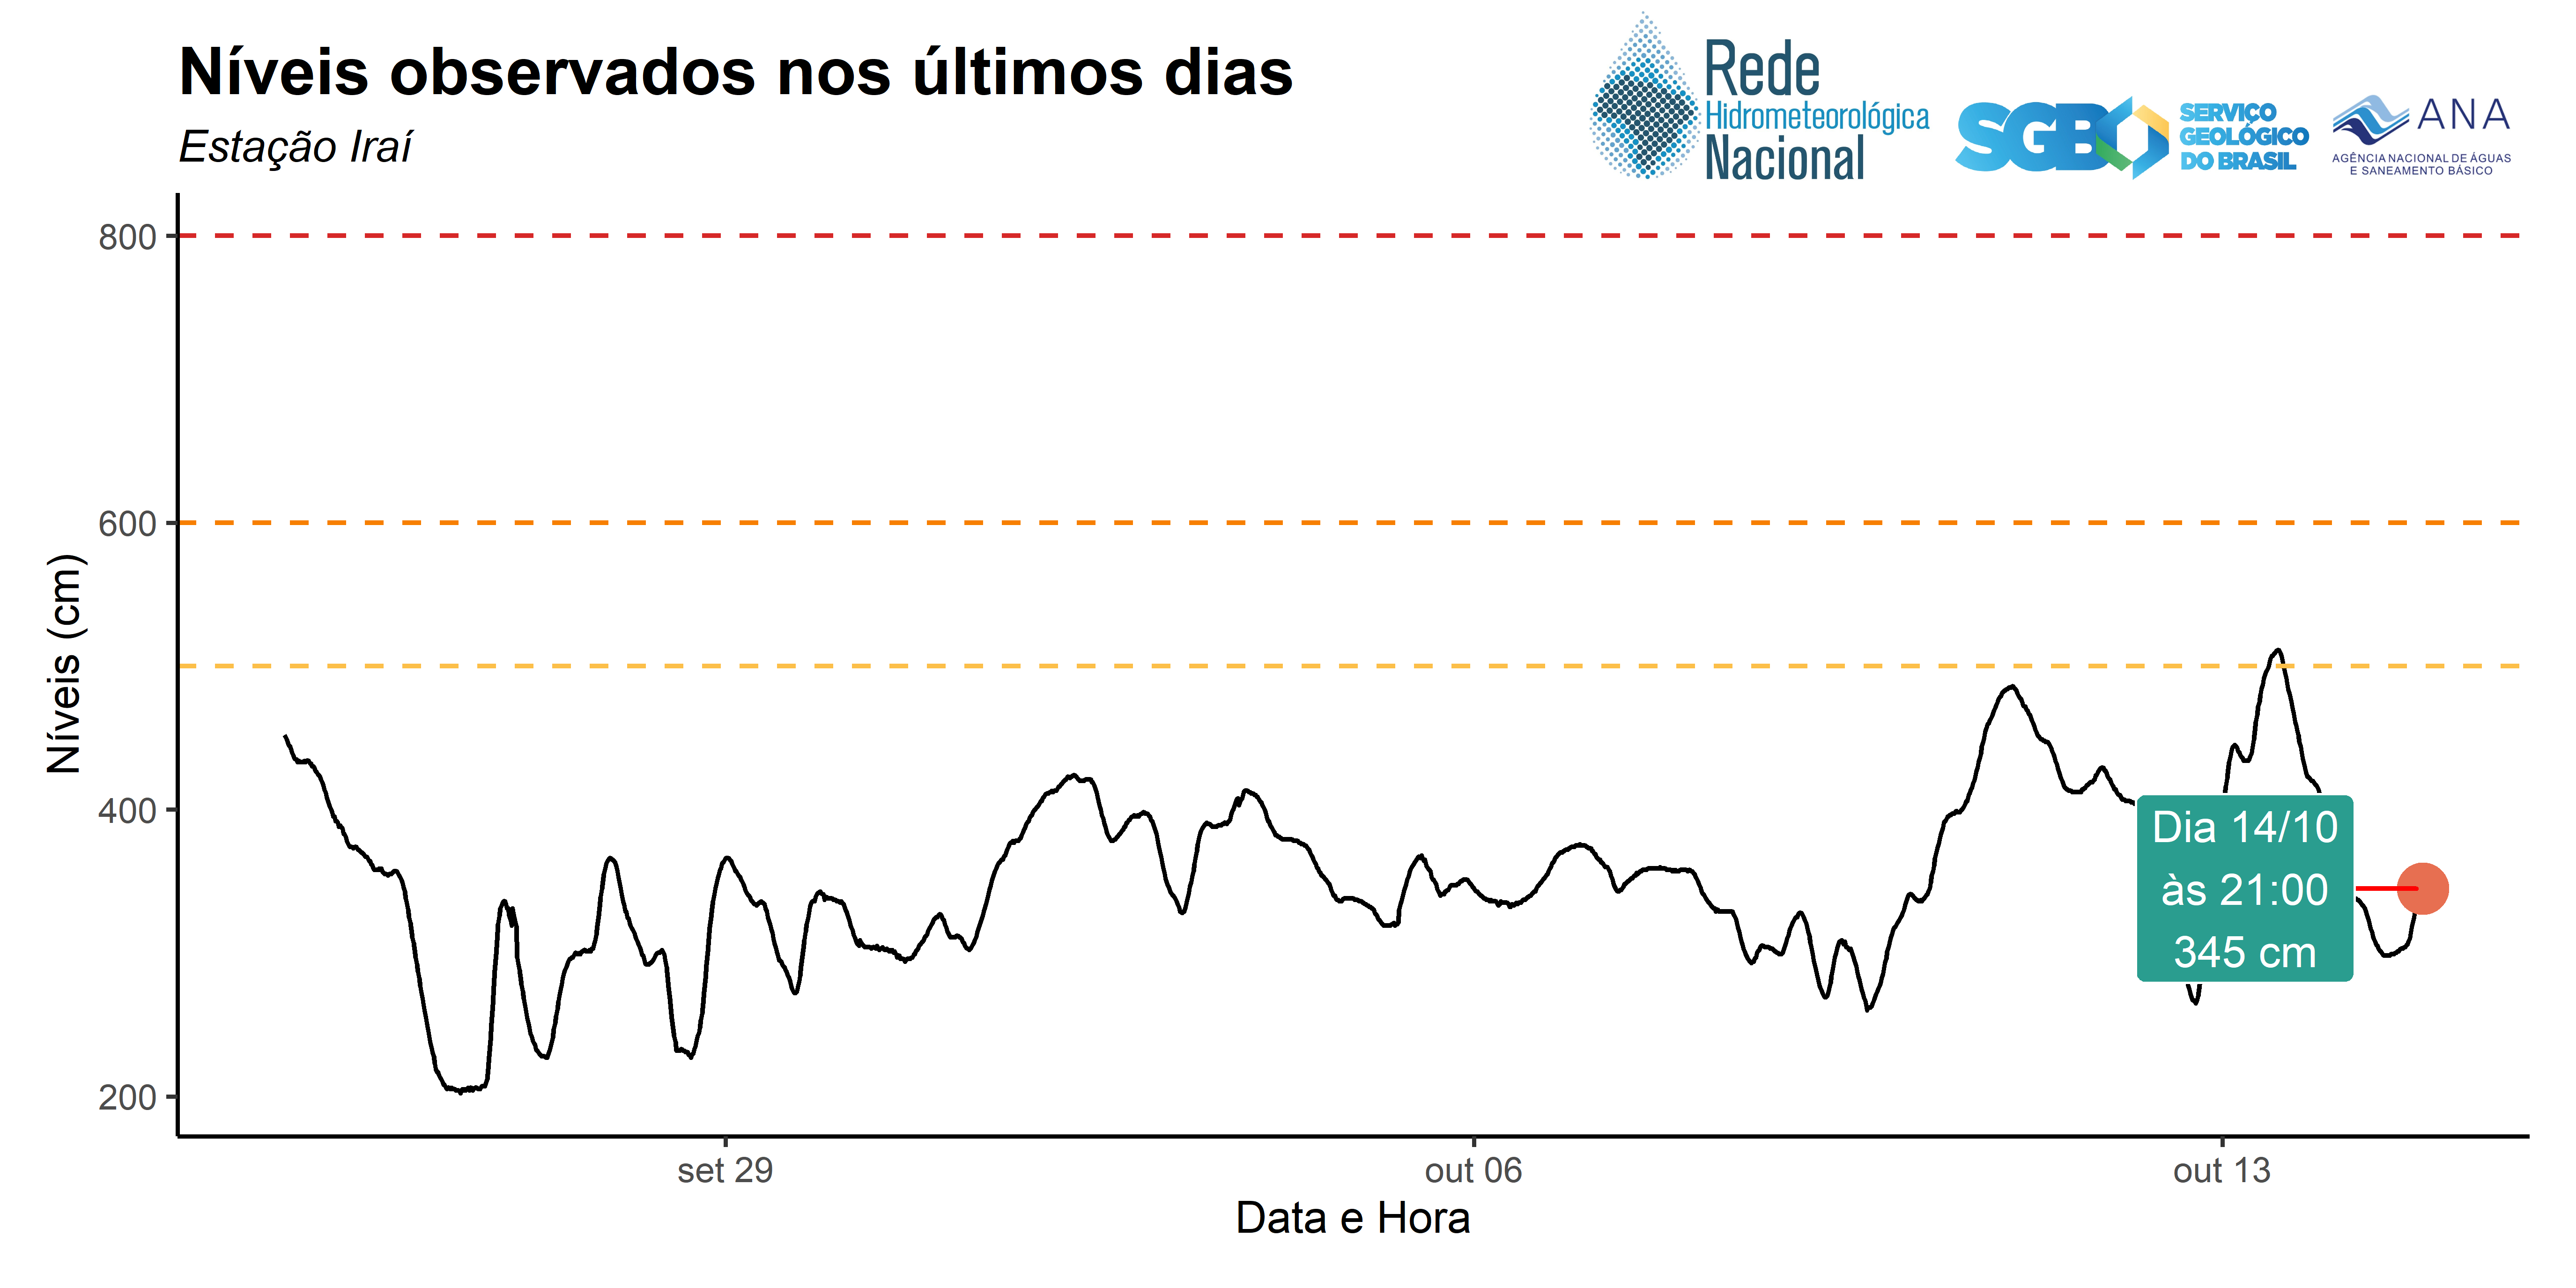 Níveis observados nos últimos dias
Estação Iraí
Rede
Hidrometeorológica
Nacional
SGB
SERVIÇO
GEOLÓGICO
DO BRASIL
ANA
AGÊNCIA NACIONAL DE ÁGUAS
E SANEAMENTO BÁSICO
800
600
400
200
Níveis (cm)
Dia 14/10
às 21:00
345 cm
set 29
out 06
out 13
Data e Hora